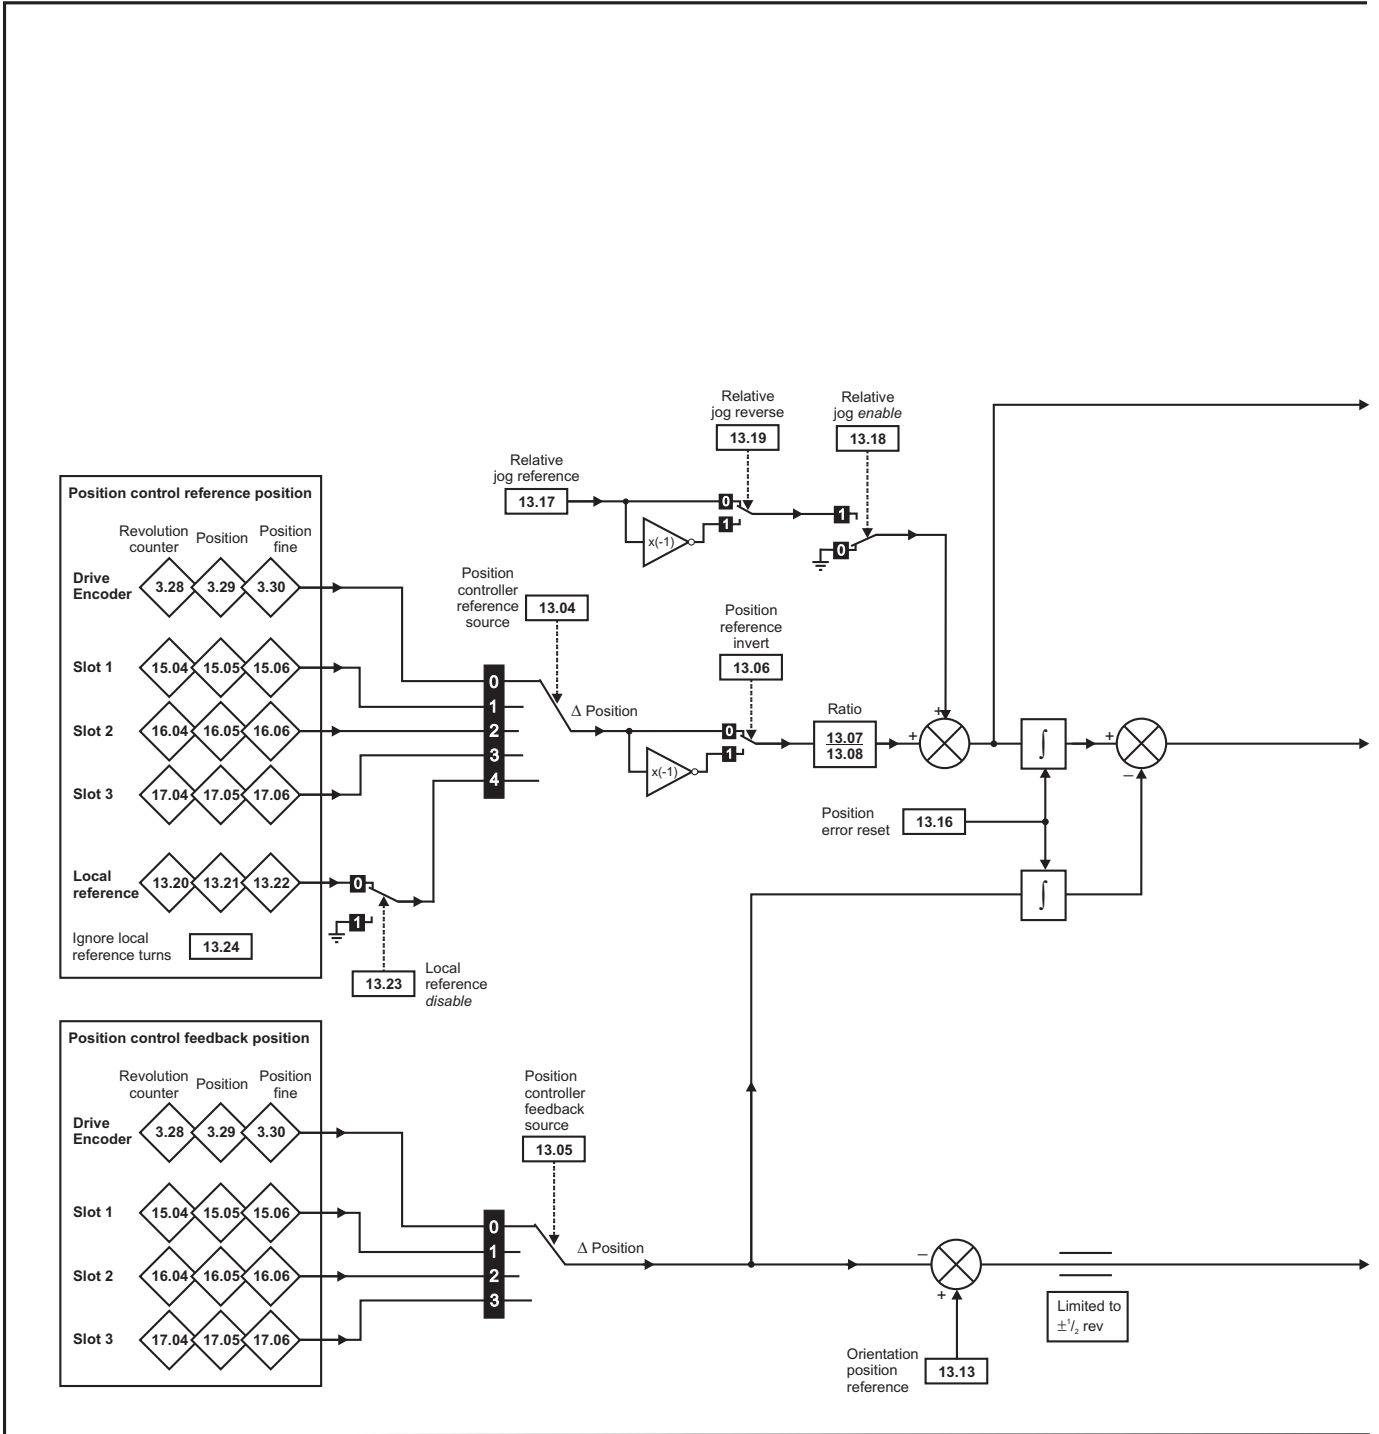 Relative
jog reverse
13.19
Relative
jog enable
13.18
Relative
jog reference
13.17
0
1
x(-1)
1
0
Position control reference position
Revolution
counter
Position
Position
fine
Drive
Encoder
3.28
3.29
3.30
Slot 1
15.04
15.05
15.06
Slot 2
16.04
16.05
16.06
Slot 3
17.04
17.05
17.06
Local
reference
13.20
13.21
13.22
Ignore local
reference turns
13.24
0
1
13.23
Local
reference
disable
Position
controller
reference
source
13.04
0
1
2
3
4
Δ Position
Position
reference
invert
13.06
0
1
x(-1)
Ratio
13.07
13.08
+
+
∫
+
–
Position
error reset
13.16
∫
Position control feedback position
Revolution
counter
Position
Position
fine
Drive
Encoder
3.28
3.29
3.30
Slot 1
15.04
15.05
15.06
Slot 2
16.04
16.05
16.06
Slot 3
17.04
17.05
17.06
Position
controller
feedback
source
13.05
0
1
2
3
Δ Position
–
+
Limited to
±1/2 rev
Orientation
position
reference
13.13